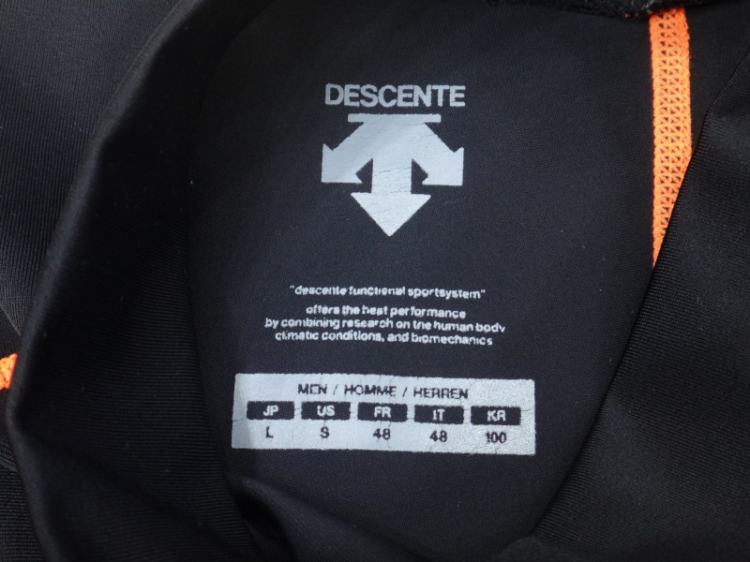 DESCENTE
"descente functional sportsystem"
offers the best performance
by combining research on the human body
climatic conditions, and biomechanics
MEN / HOMME / HERREN
JP US FR IT KR
L S 48 48 100